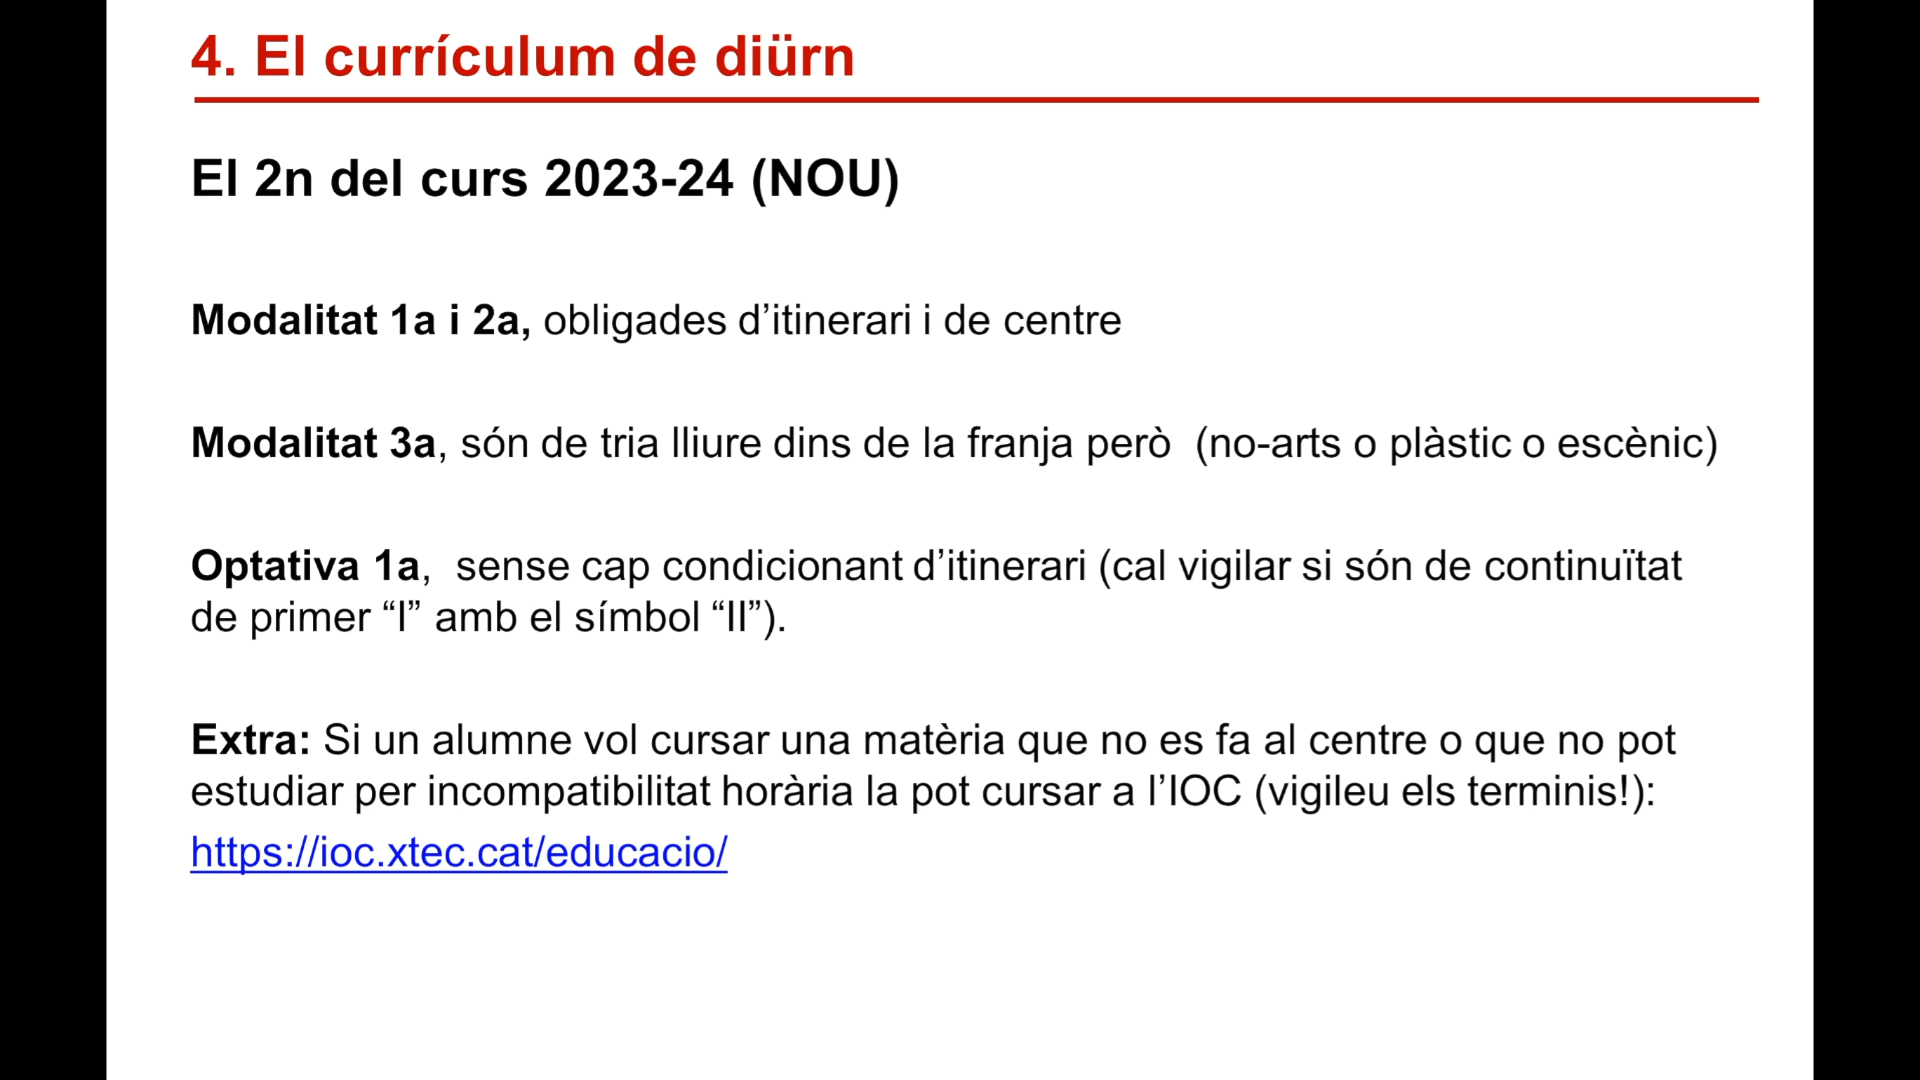 4. El currículum de diürn
El 2n del curs 2023-24 (NOU)
Modalitat 1a i 2a, obligades d’itinerari i de centre
Modalitat 3a, són de tria lliure dins de la franja però  (no-arts o plàstic o escènic)
Optativa 1a,  sense cap condicionant d’itinerari (cal vigilar si són de continuïtat
de primer “I” amb el símbol “II”).
Extra: Si un alumne vol cursar una matèria que no es fa al centre o que no pot
estudiar per incompatibilitat horària la pot cursar a l’IOC (vigileu els terminis!):
https://ioc.xtec.cat/educacio/